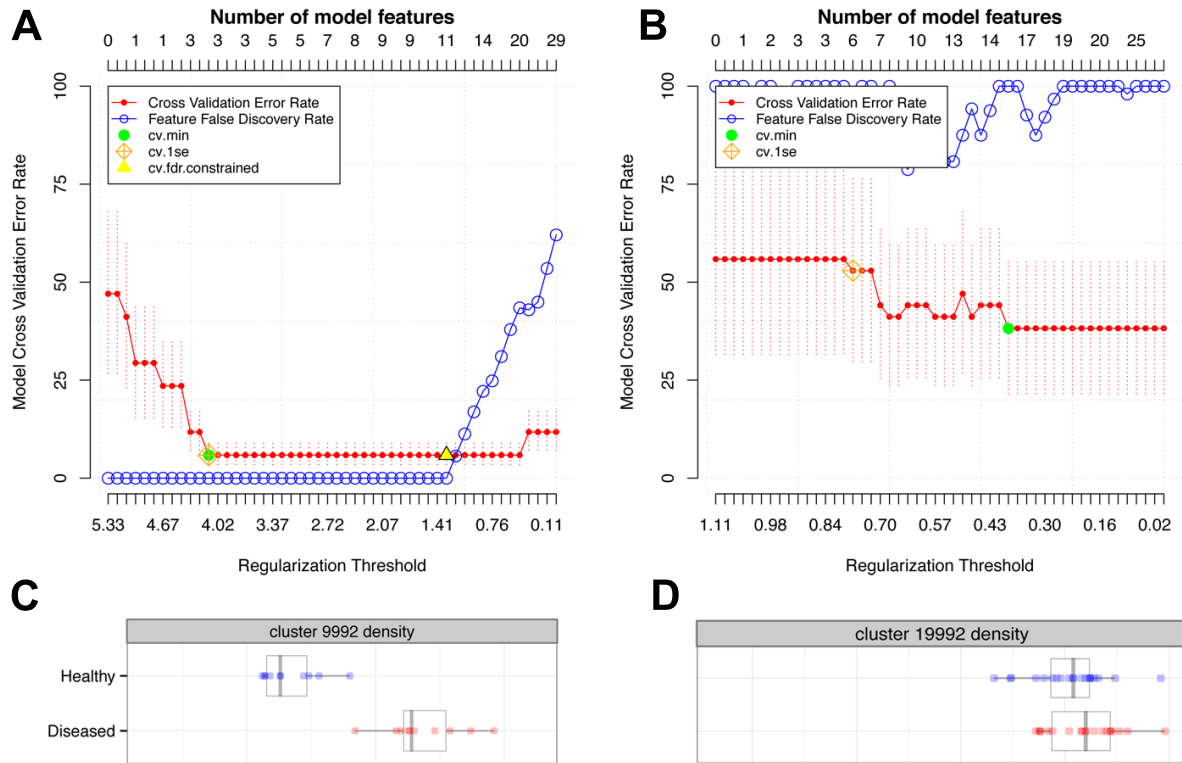 A
Number of model features
0 1 1 3 3 3 5 7 8 9 9 11 14 20 29
100
75
50
25
0
Model Cross Validation Error Rate
Cross Validation Error Rate
Feature False Discovery Rate
cv.min
cv.1se
cv.fdr.constrained
5.33 4.67 4.02 3.37 2.72 2.07 1.41 0.76 0.11
Regularization Threshold
B
Number of model features
0 1 2 3 3 6 7 10 13 14 17 19 20 25
100
75
50
25
0
Model Cross Validation Error Rate
Cross Validation Error Rate
Feature False Discovery Rate
cv.min
cv.1se
1.11 0.98 0.84 0.70 0.57 0.43 0.30 0.16 0.02
Regularization Threshold
C
cluster 9992 density
Healthy
Diseased
D
cluster 19992 density